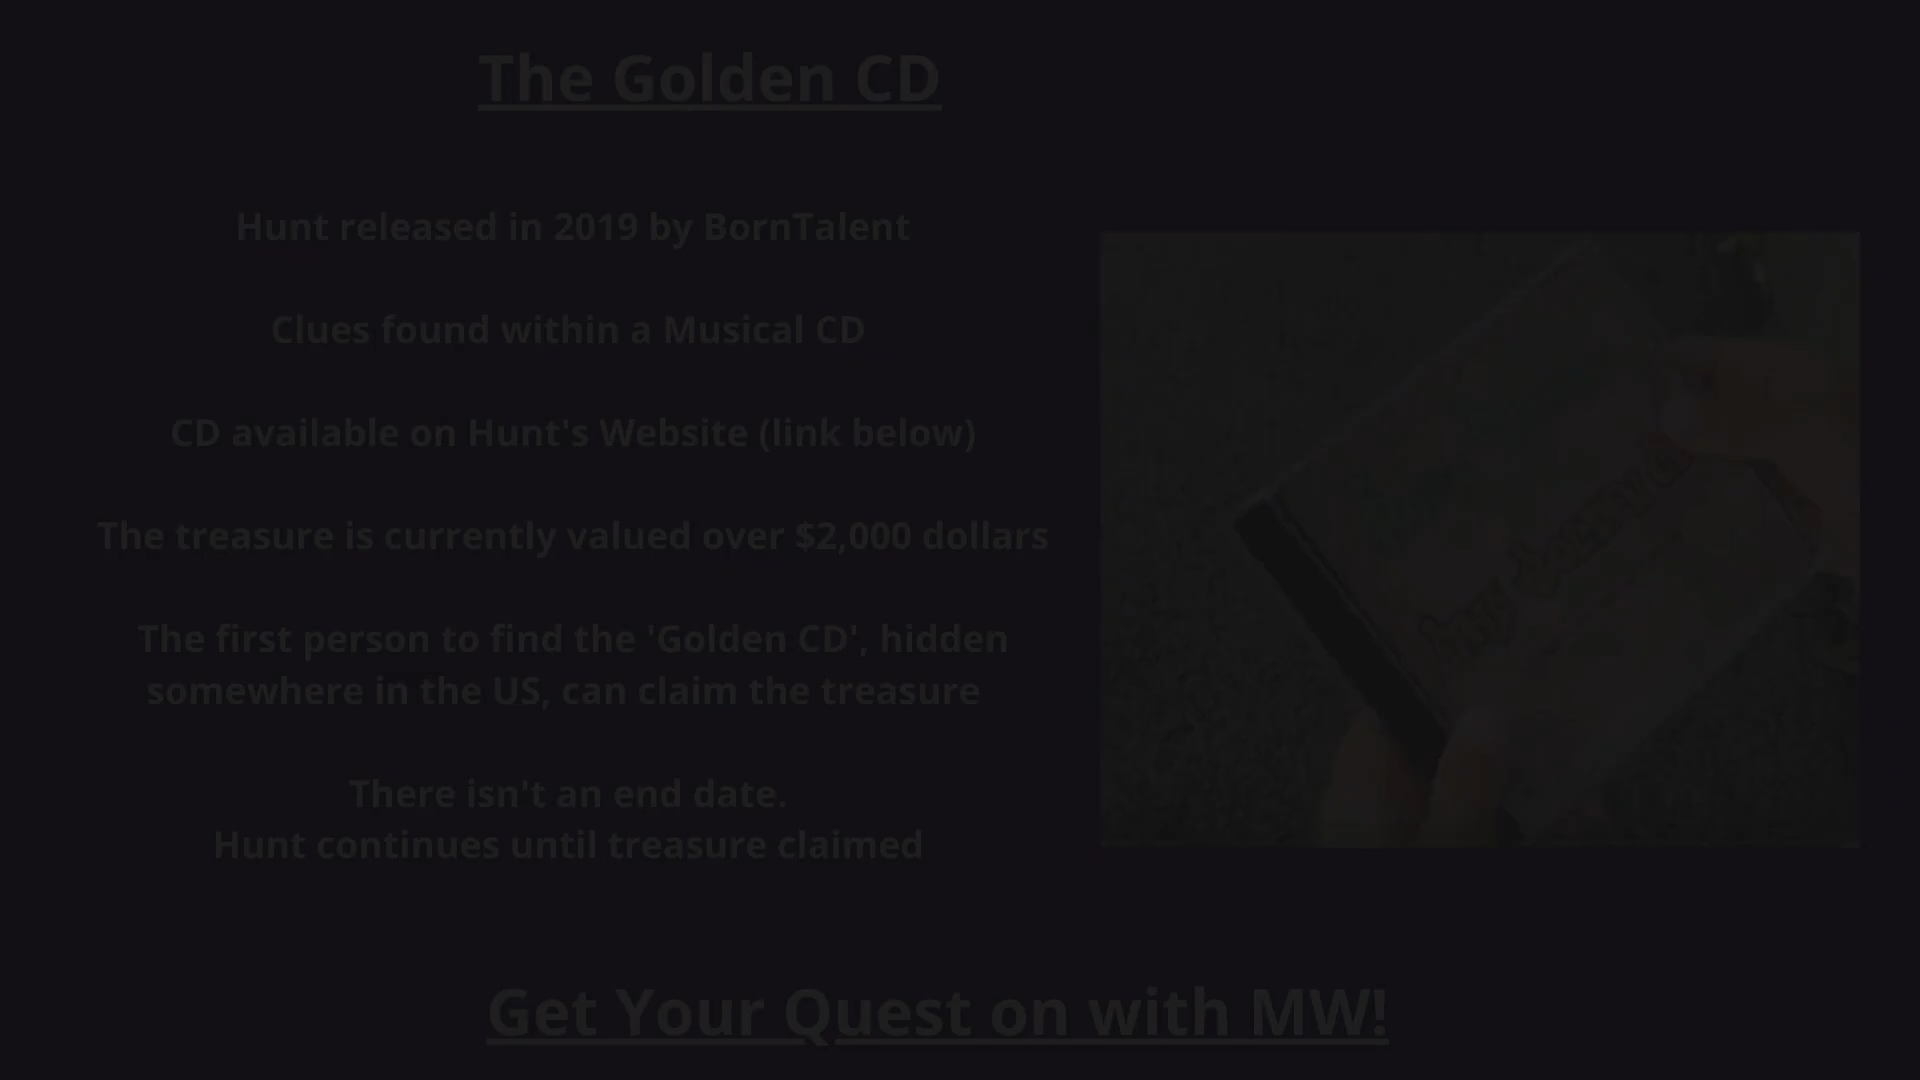 The Golden CD
Hunt released in 2019 by BornTalent
Clues found within a Musical CD
CD available on Hunt's Website (link below)
The treasure is currently valued over $2,000 dollars
The first person to find the 'Golden CD', hidden
somewhere in the US, can claim the treasure
There isn't an end date.
Hunt continues until treasure claimed
Get Your Quest on with MW!